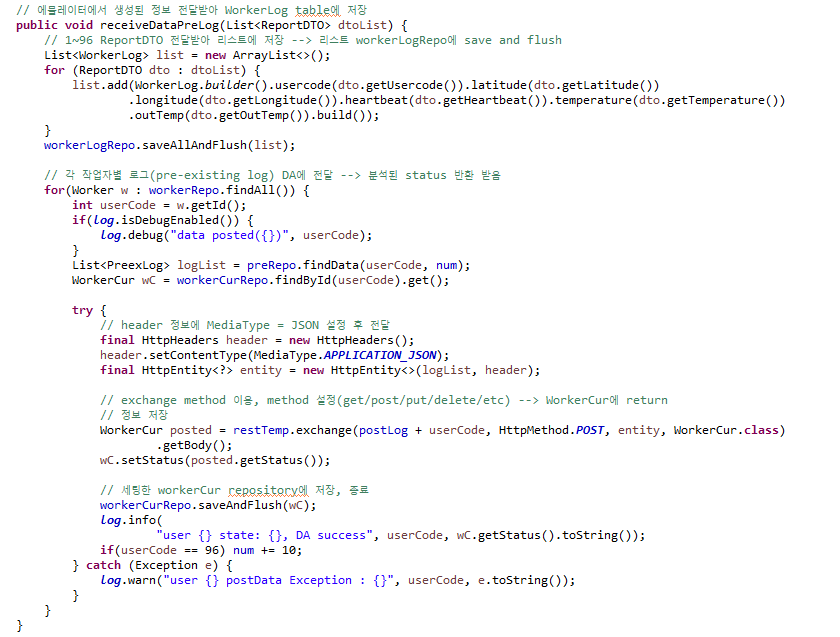 // 에뮬레이터에서 생성된 정보 전달받아 WorkerLog table에 저장
public void receiveDataPreLog(List<ReportDTO> dtoList) {
// 1~96 ReportDTO 전달받아 리스트에 저장 --> 리스트 workerLogRepo에 save and flush
List<WorkerLog> list = new ArrayList<>();
for (ReportDTO dto : dtoList) {
list.add(WorkerLog.builder().usercode(dto.getUsercode()).latitude(dto.getLatitude())
.longitude(dto.getLongitude()).heartbeat(dto.getHeartbeat()).temperature(dto.getTemperature())
.outTemp(dto.getOutTemp()).build());
}
workerLogRepo.saveAllAndFlush(list);
// 각 작업자별 로그(pre-existing log) DA에 전달 --> 분석된 status 반환 받음
for(Worker w : workerRepo.findAll()) {
int userCode = w.getId();
if(log.isDebugEnabled()) {
log.debug("data posted({})", userCode);
}
List<PreexLog> logList = preRepo.findData(userCode, num);
WorkerCur wC = workerCurRepo.findById(userCode).get();
try {
// header 정보에 MediaType = JSON 설정 후 전달
final HttpHeaders header = new HttpHeaders();
header.setContentType(MediaType.APPLICATION_JSON);
final HttpEntity<?> entity = new HttpEntity<>(logList, header);
// exchange method 이용, method 설정(get/post/put/delete/etc) --> WorkerCur에 return
// 정보 저장
WorkerCur posted = restTemp.exchange(postLog + userCode, HttpMethod.POST, entity, WorkerCur.class)
.getBody();
wC.setStatus(posted.getStatus());
// 세팅한 workerCur repository에 저장, 종료
workerCurRepo.saveAndFlush(wC);
log.info(
"user {} state: {}, DA success", userCode, wC.getStatus().toString());
if(userCode == 96) num += 10;
} catch (Exception e) {
log.warn("user {} postData Exception : {}", userCode, e.toString());
}
}
}